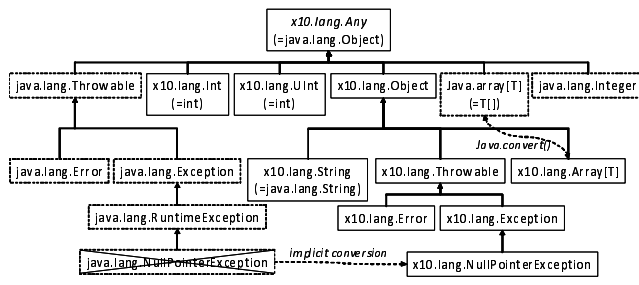 x10.lang.Any
(=java.lang.Object)
java.lang.Throwable
x10.lang.Int
(=int)
x10.lang.UInt
(=int)
x10.lang.Object
Java.array[T]
(=T[])
java.lang.Integer
Java.convert()
java.lang.Error
java.lang.Exception
x10.lang.String
(=java.lang.String)
x10.lang.Throwable
x10.lang.Array[T]
java.lang.RuntimeException
x10.lang.Error
x10.lang.Exception
java.lang.NullPointerException
implicit conversion
x10.lang.NullPointerException